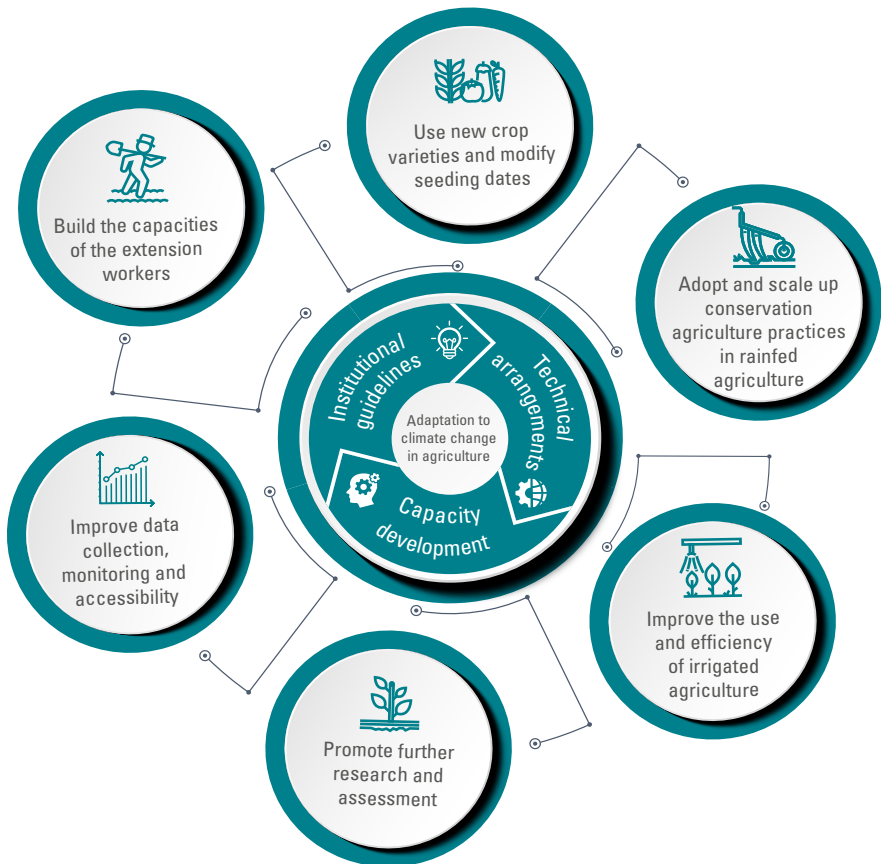 Use new crop
varieties and modify
seeding dates
Build the capacities
of the extension
workers
Adopt and scale up
conservation
agriculture practices
in rainfed
agriculture
Institutional
guidelines
Technical
arrangements
Adaptation to
climate change
in agriculture
Capacity
development
Improve data
collection,
monitoring and
accessibility
Improve the use
and efficiency
of irrigated
agriculture
Promote further
research and
assessment